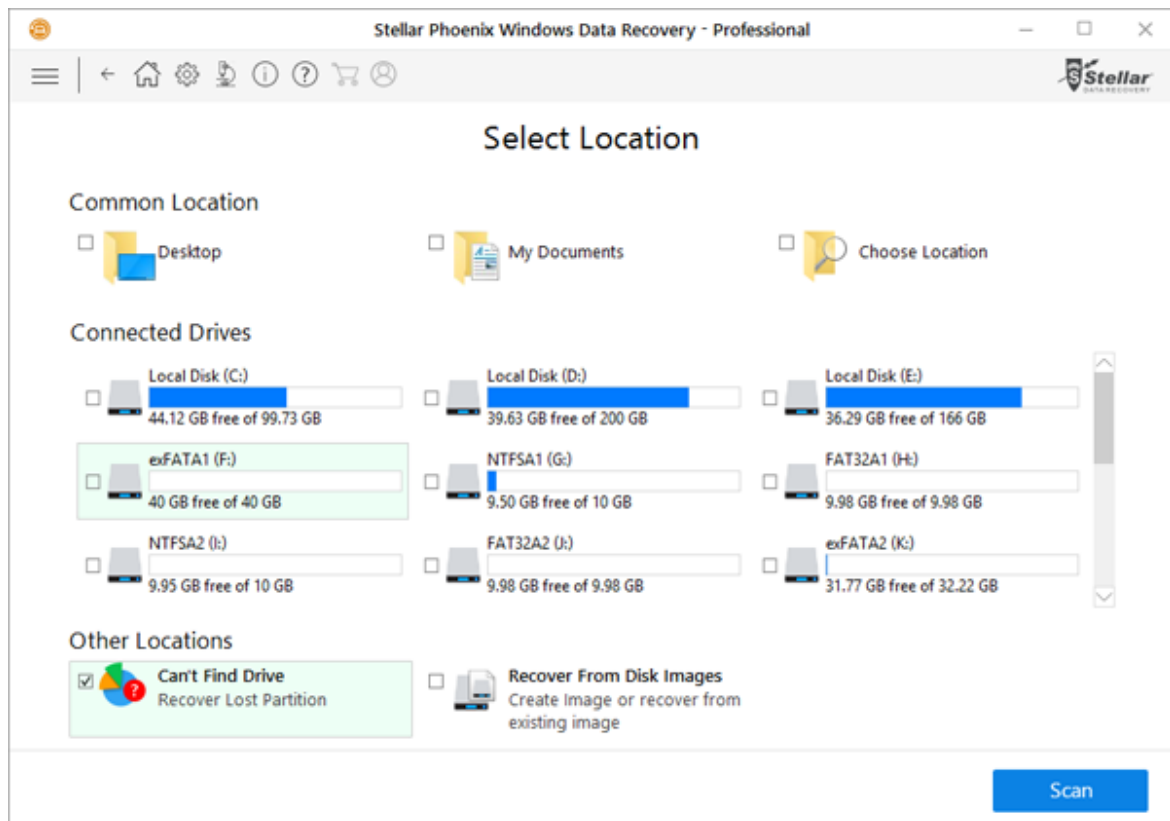 Stellar Phoenix Windows Data Recovery - Professional
Stellar
DATA RECOVERY
Select Location
Common Location
Desktop
My Documents
Choose Location
Connected Drives
Local Disk (C:)
44.12 GB free of 99.73 GB
Local Disk (D:)
39.63 GB free of 200 GB
Local Disk (E:)
36.29 GB free of 166 GB
exFATA1 (F:)
40 GB free of 40 GB
NTFSA1 (G:)
9.50 GB free of 10 GB
FAT32A1 (H:)
9.98 GB free of 9.98 GB
NTFSA2 (I:)
9.95 GB free of 10 GB
FAT32A2 (J:)
9.98 GB free of 9.98 GB
exFATA2 (K:)
31.77 GB free of 32.22 GB
Other Locations
Can't Find Drive
Recover Lost Partition
Recover From Disk Images
Create Image or recover from
existing image
Scan